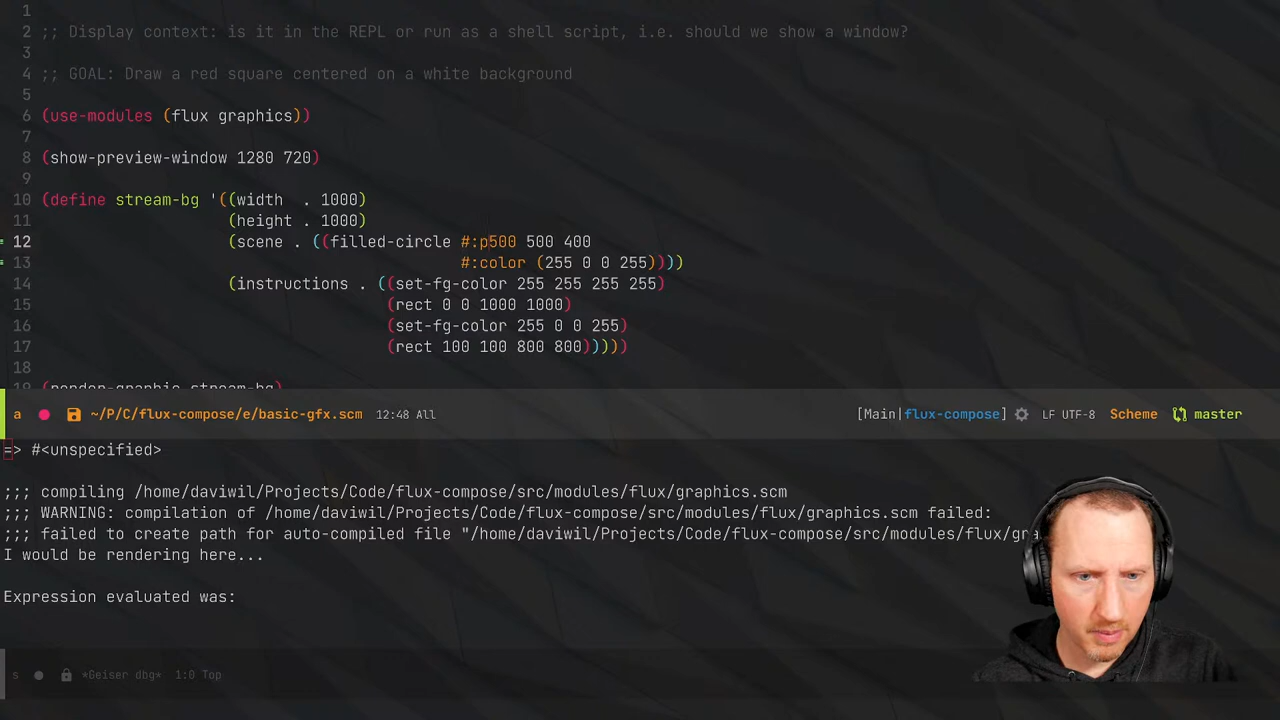 1
2 ;; Display context: is it in the REPL or run as a shell script, i.e. should we show a window?
3
4 ;; GOAL: Draw a red square centered on a white background
5
6 (use-modules (flux graphics))
7
8 (show-preview-window 1280 720)
9
10 (define stream-bg '((width  . 1000)
11 (height . 1000)
12 (scene . ((filled-circle #:p500 500 400
13 #:color (255 0 0 255))))
14 (instructions . ((set-fg-color 255 255 255 255)
15 (rect 0 0 1000 1000)
16 (set-fg-color 255 0 0 255)
17 (rect 100 100 800 800)))))
18
19 (render-graphic stream-bg)
a ~/P/C/flux-compose/e/basic-gfx.scm 12:48 All [Main|flux-compose] LF UTF-8 Scheme master
=> #<unspecified>
;;; compiling /home/daviwil/Projects/Code/flux-compose/src/modules/flux/graphics.scm
;;; WARNING: compilation of /home/daviwil/Projects/Code/flux-compose/src/modules/flux/graphics.scm failed:
;;; failed to create path for auto-compiled file "/home/daviwil/Projects/Code/flux-compose/src/modules/flux/gra
I would be rendering here...
Expression evaluated was:
s *Geiser dbg* 1:0 Top